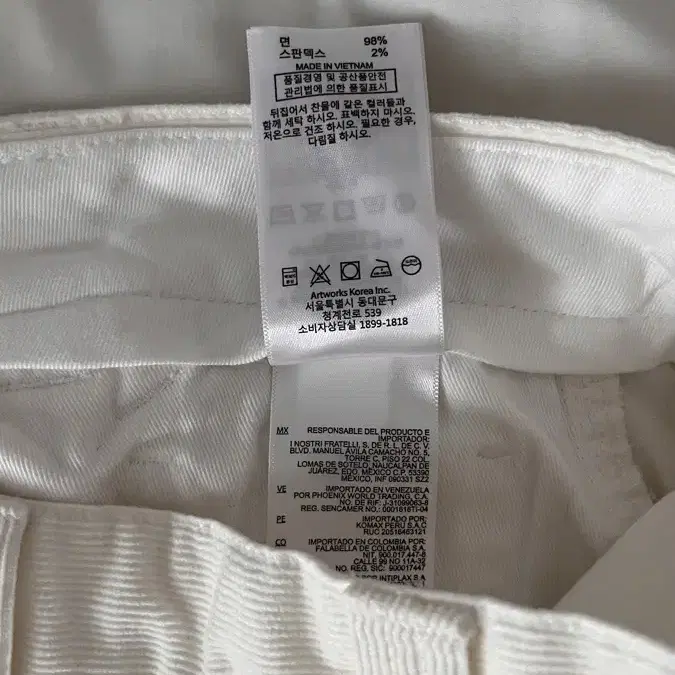 면 98%
스판덱스 2%
MADE IN VIETNAM
품질경영 및 공산품안전
관리법에 의한 품질표시
뒤집어서 찬물에 같은 컬러들과
함께 세탁 하시오. 표백하지 마시오.
저온으로 건조 하시오. 필요한 경우,
다림질 하시오.
Artworks Korea Inc.
서울특별시 동대문구
청계천로 539
소비자상담실 1899-1818
MX RESPONSABLE DEL PRODUCTO E
IMPORTADOR:
I NOSTRI FRATELLI, S. DE R.L. DE C.V.
BLVD. MANUEL ÁVILA CAMACHO NO. 5,
TORRE C, PISO 22 COL.
LOMAS DE SOTELO, NAUCALPAN DE
JUÁREZ, EDO. MÉXICO C.P. 53390
MÉXICO, INF 090331 SZ2
VE IMPORTADO EN VENEZUELA
POR PHOENIX WORLD TRADING, C.A.
NO. DE RIF: J-31099063-8
REG. SENCAMER NO.: 0001616TI-04
PE IMPORTADO POR:
KOMAX PERU S.A.C
RUC 20516463121
CO IMPORTADO EN COLOMBIA POR:
FALABELLA DE COLOMBIA S.A
NIT. 900.017.447-8
CALLE 99 NO 11A-32
NO. REG. SIC: 900017447
POR INTIPLAX S.A